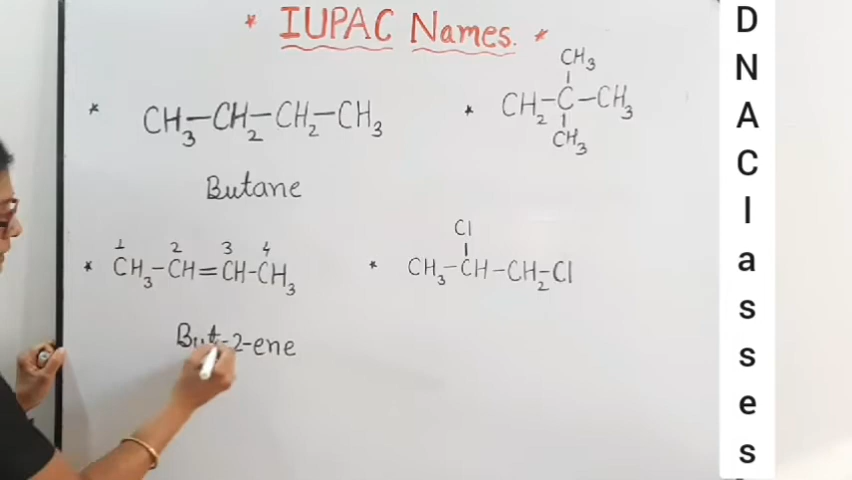 * IUPAC Names. *
* CH₃—CH₂—CH₂—CH₃
Butane
CH₃
|
* CH₂—C—CH₃
|
CH₃
1 2 3 4
* CH₃—CH=CH—CH₃
But-2-ene
Cl
|
* CH₃—CH—CH₂—Cl
DNAClasses